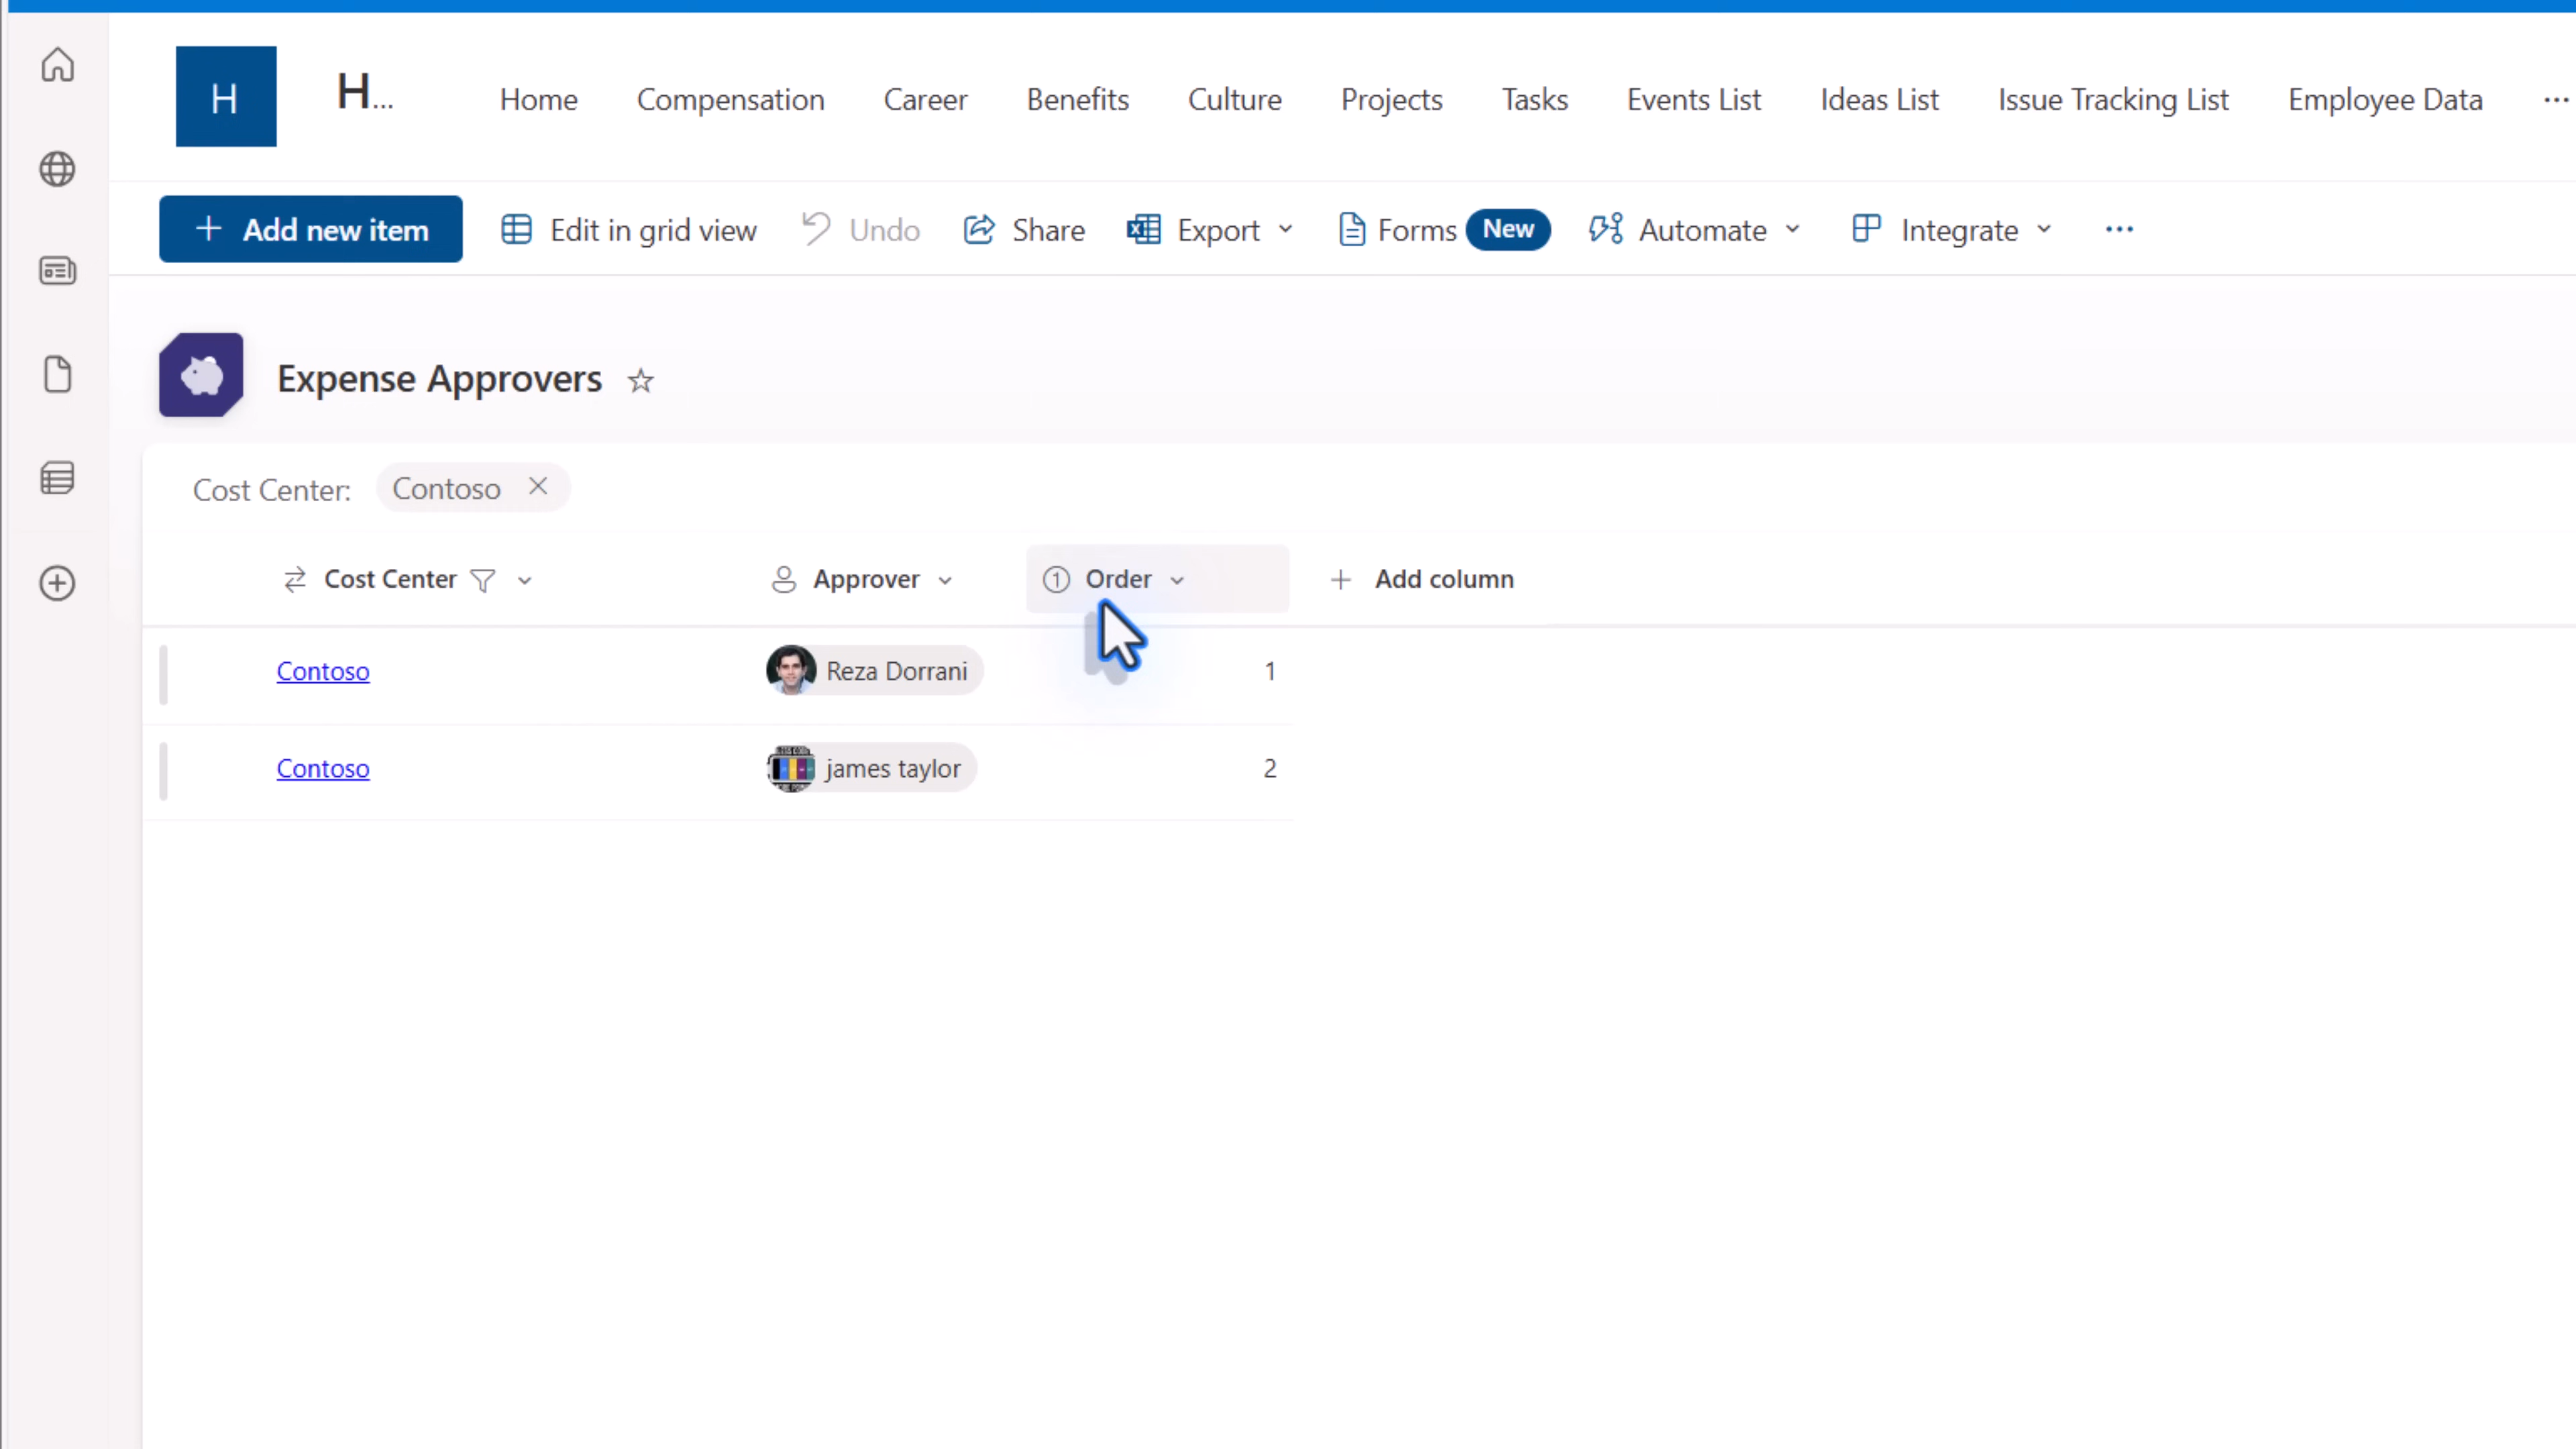 H
H...
Home Compensation Career Benefits Culture Projects Tasks Events List Ideas List Issue Tracking List Employee Data ...
+ Add new item Edit in grid view Undo Share Export Forms New Automate Integrate ...
Expense Approvers
Cost Center: Contoso
Cost Center Approver Order + Add column
Contoso Reza Dorrani 1
Contoso james taylor 2